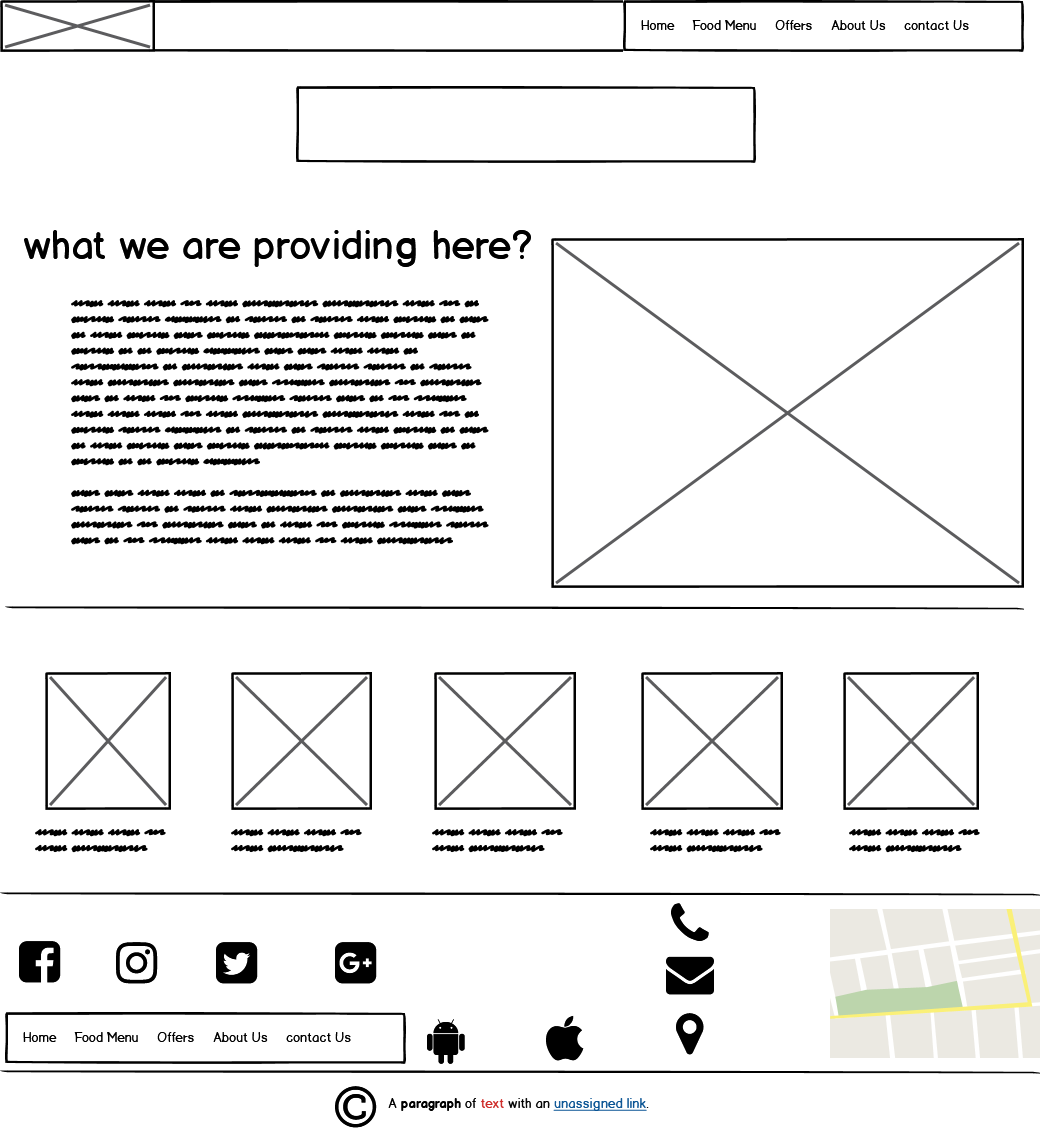 Home Food Menu Offers About Us contact Us
what we are providing here?
Home Food Menu Offers About Us contact Us
© A paragraph of text with an unassigned link.